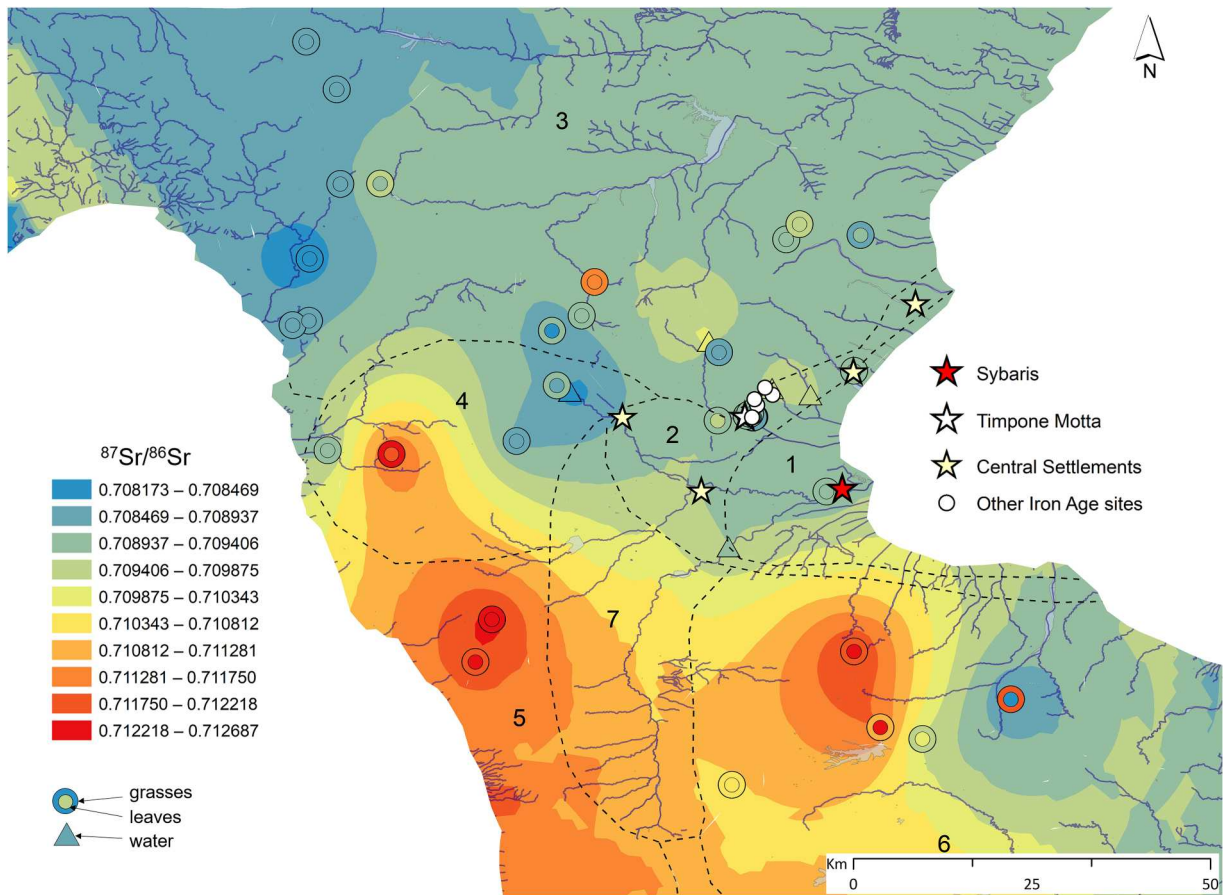 N
3
4
2
1
7
5
6
Sybaris
Timpone Motta
Central Settlements
Other Iron Age sites
⁸⁷Sr/⁸⁶Sr
0.708173 – 0.708469
0.708469 – 0.708937
0.708937 – 0.709406
0.709406 – 0.709875
0.709875 – 0.710343
0.710343 – 0.710812
0.710812 – 0.711281
0.711281 – 0.711750
0.711750 – 0.712218
0.712218 – 0.712687
grasses
leaves
water
Km
0 25 50